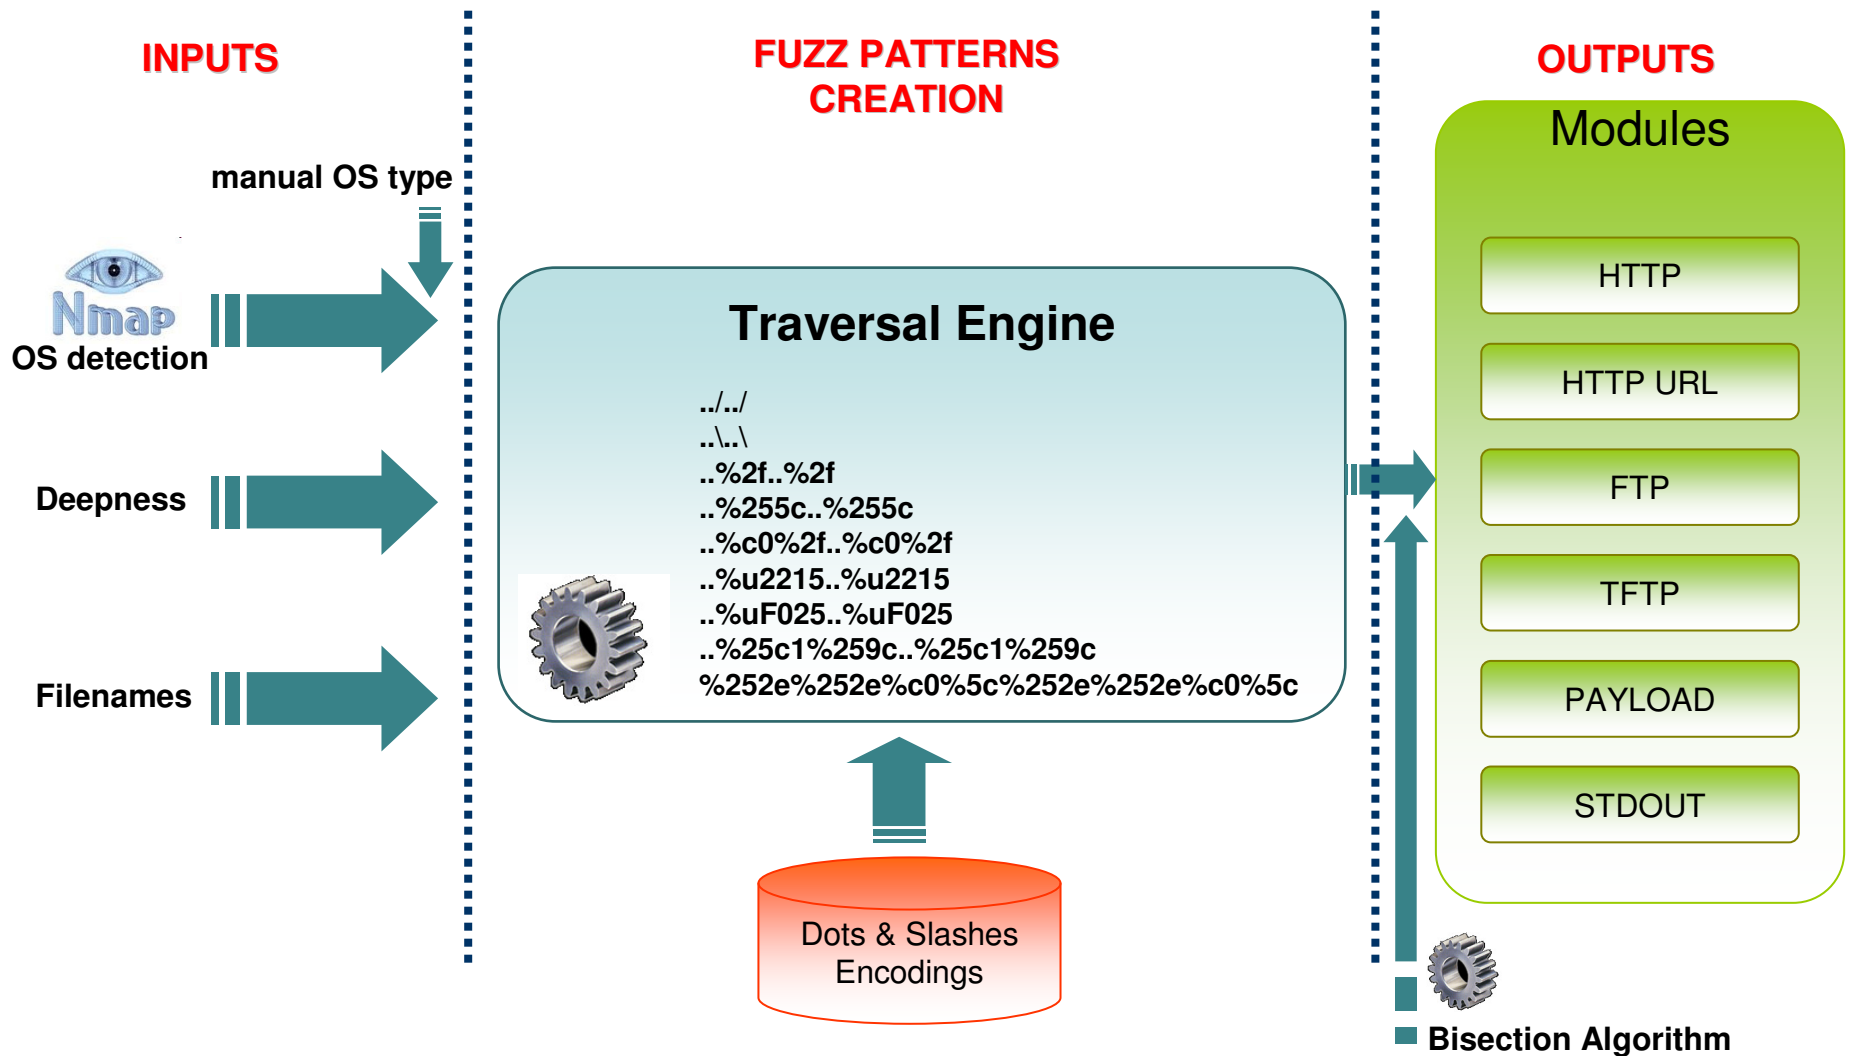 INPUTS
FUZZ PATTERNS
CREATION
OUTPUTS
Modules
manual OS type
Nmap
OS detection
Deepness
Filenames
Traversal Engine
../../
..\..\
..%2f..%2f
..%255c..%255c
..%c0%2f..%c0%2f
..%u2215..%u2215
..%uF025..%uF025
..%25c1%259c..%25c1%259c
%252e%252e%c0%5c%252e%252e%c0%5c
Dots & Slashes
Encodings
HTTP
HTTP URL
FTP
TFTP
PAYLOAD
STDOUT
Bisection Algorithm